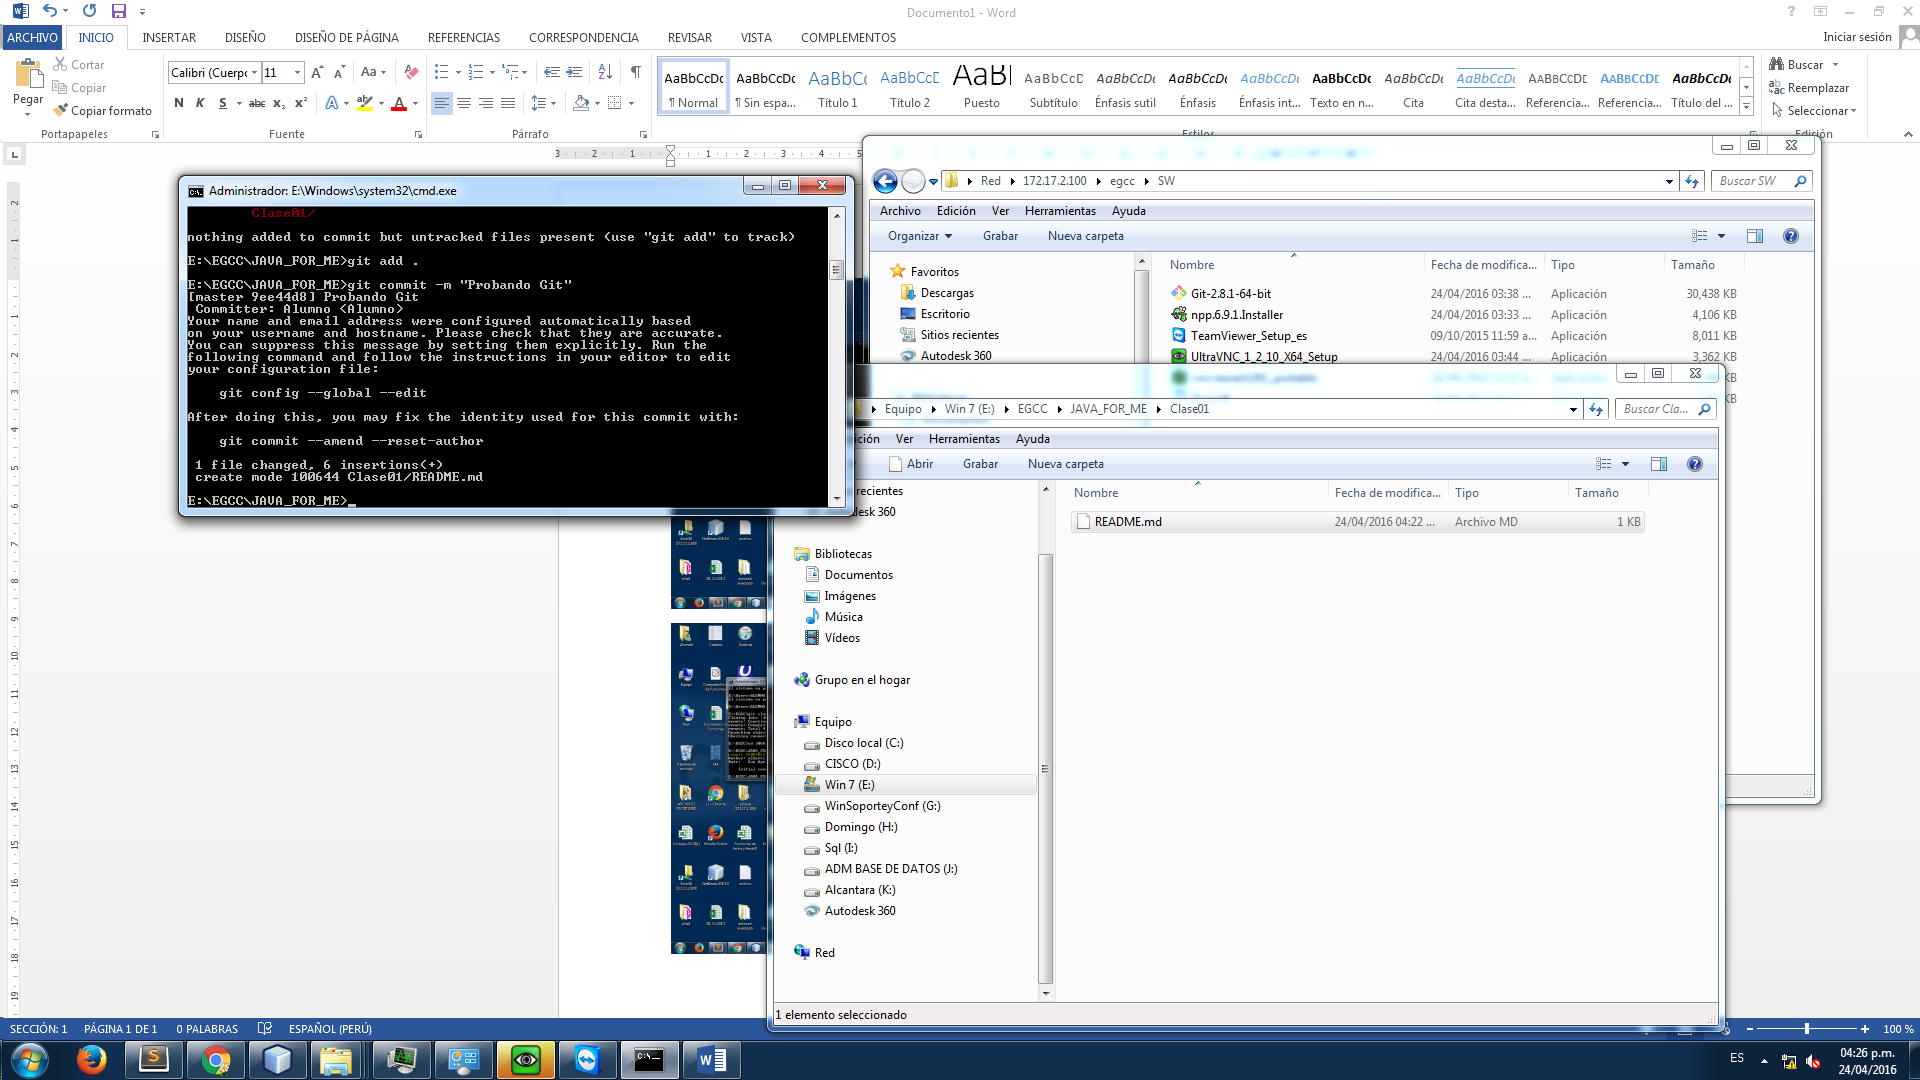 Documento1 - Word
ARCHIVO INICIO INSERTAR DISEÑO DISEÑO DE PÁGINA REFERENCIAS CORRESPONDENCIA REVISAR VISTA COMPLEMENTOS Iniciar sesión
Pegar
Cortar
Copiar
Copiar formato
Portapapeles
Calibri (Cuerpo 11
Fuente
Párrafo
¶ Normal
¶ Sin espa...
Título 1
Título 2
Puesto
Subtítulo
Énfasis sutil
Énfasis
Énfasis int...
Texto en n...
Cita
Cita desta...
Referencia...
Referencia...
Título del ...
Estilos
Buscar
Reemplazar
Seleccionar
Edición
Administrador: E:\Windows\system32\cmd.exe
Clase01/
nothing added to commit but untracked files present (use "git add" to track)
E:\EGCC\JAVA_FOR_ME>git add .
E:\EGCC\JAVA_FOR_ME>git commit -m "Probando Git"
[master 9ee44d8] Probando Git
Committer: Alumno <Alumno>
Your name and email address were configured automatically based
on your username and hostname. Please check that they are accurate.
You can suppress this message by setting them explicitly. Run the
following command and follow the instructions in your editor to edit
your configuration file:
git config --global --edit
After doing this, you may fix the identity used for this commit with:
git commit --amend --reset-author
1 file changed, 6 insertions(+)
create mode 100644 Clase01/README.md
E:\EGCC\JAVA_FOR_ME>_
Red 172.17.2.100 egcc SW
Buscar SW
Archivo Edición Ver Herramientas Ayuda
Organizar Grabar Nueva carpeta
Favoritos
Descargas
Escritorio
Sitios recientes
Autodesk 360
Nombre Fecha de modifica... Tipo Tamaño
Git-2.8.1-64-bit 24/04/2016 03:38 ... Aplicación 30,438 KB
npp.6.9.1.Installer 24/04/2016 03:33 ... Aplicación 4,106 KB
TeamViewer_Setup_es 09/10/2015 11:59 a... Aplicación 8,011 KB
UltraVNC_1_2_10_X64_Setup 24/04/2016 03:44 ... Aplicación 3,362 KB
KB
KB
Equipo Win 7 (E:) EGCC JAVA_FOR_ME Clase01
Buscar Cla...
ición Ver Herramientas Ayuda
Abrir Grabar Nueva carpeta
recientes
desk 360
Bibliotecas
Documentos
Imágenes
Música
Vídeos
Grupo en el hogar
Equipo
Disco local (C:)
CISCO (D:)
Win 7 (E:)
WinSoporteyConf (G:)
Domingo (H:)
Sql (I:)
ADM BASE DE DATOS (J:)
Alcantara (K:)
Autodesk 360
Red
Nombre Fecha de modifica... Tipo Tamaño
README.md 24/04/2016 04:22 ... Archivo MD 1 KB
1 elemento seleccionado
SECCIÓN: 1 PÁGINA 1 DE 1 0 PALABRAS ESPAÑOL (PERÚ) 100 %
ES
04:26 p.m.
24/04/2016